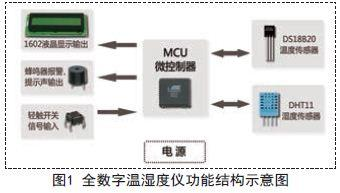 1602液晶显示输出
蜂鸣器报警、
提示声输出
轻触开关
信号输入
MCU
微控制器
DS18B20
温度传感器
DHT11
湿度传感器
电源
图1 全数字温湿度仪功能结构示意图